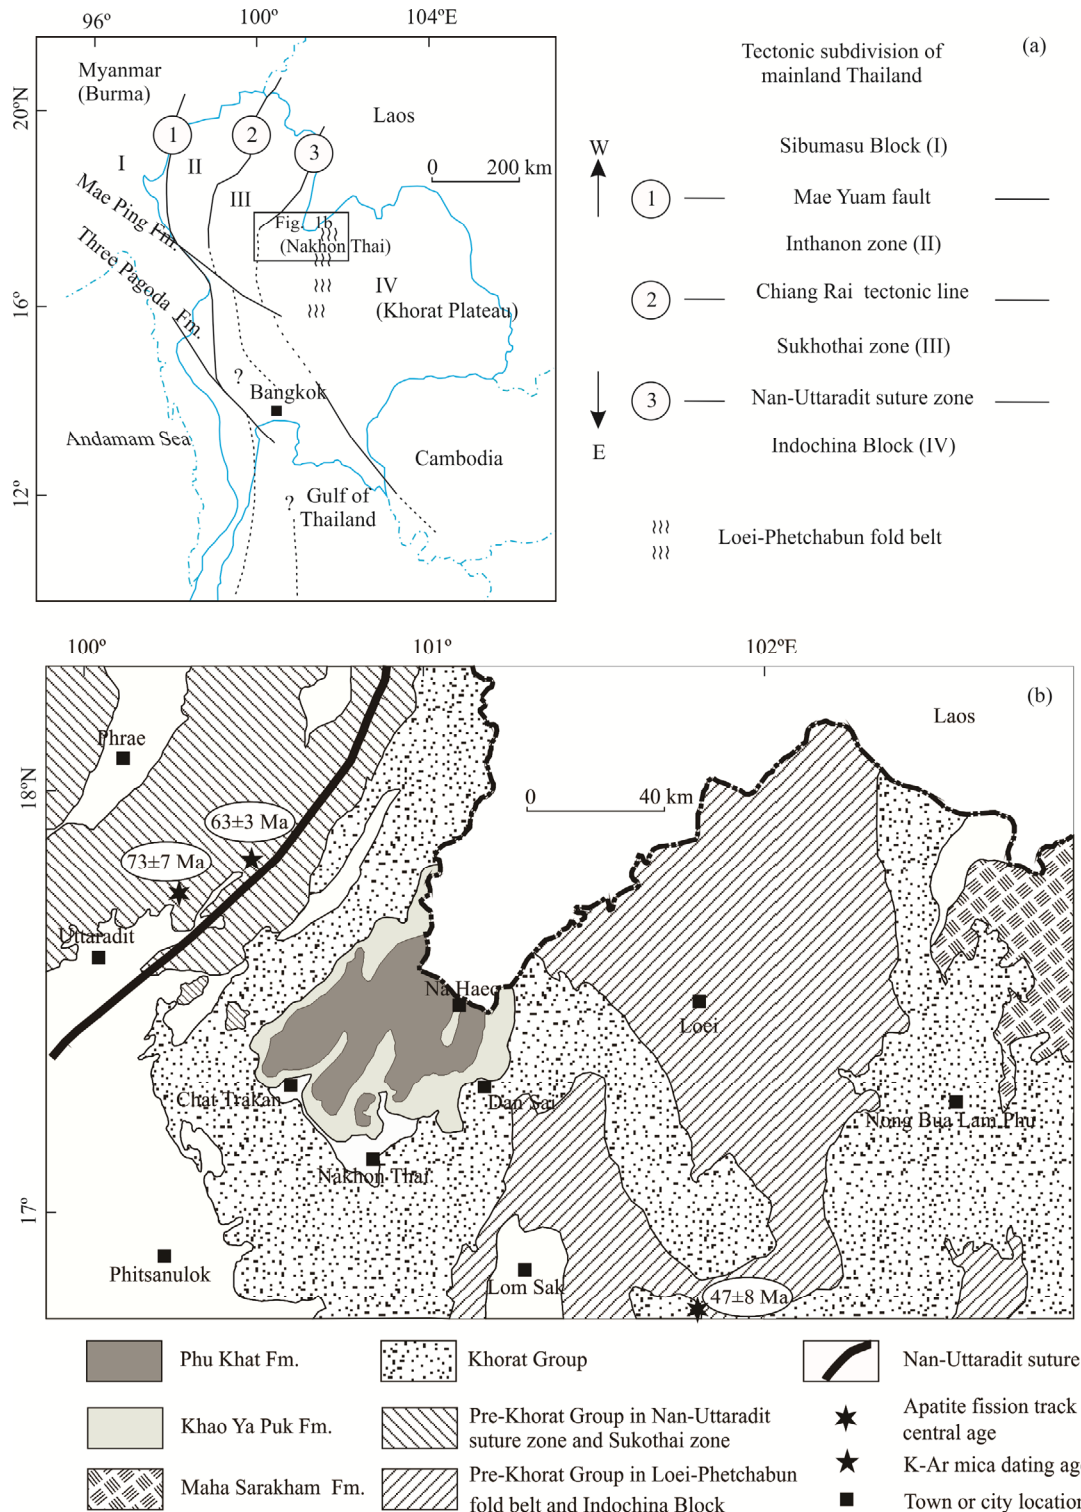 96° 100° 104°E
20°N
16°
12°
Myanmar
(Burma)
Laos
1
2
3
I
II
III
0 200 km
Fig. 1b
(Nakhon Thai)
Mae Ping Fm.
Three Pagoda Fm.
IV
(Khorat Plateau)
?
Bangkok
Andamam Sea
Cambodia
?
Gulf of
Thailand
(a)
Tectonic subdivision of
mainland Thailand
W
Sibumasu Block (I)
1 Mae Yuam fault
Inthanon zone (II)
2 Chiang Rai tectonic line
Sukhothai zone (III)
3 Nan-Uttaradit suture zone
E
Indochina Block (IV)
Loei-Phetchabun fold belt
100° 101° 102°E
18°N
17°
(b)
Laos
Phrae
0 40 km
63±3 Ma
73±7 Ma
Uttaradit
Na Haeo
Loei
Chat Trakan
Dan Sai
Nong Bua Lam Phu
Nakhon Thai
Phitsanulok
Lom Sak
47±8 Ma
Phu Khat Fm.
Khorat Group
Nan-Uttaradit suture
Khao Ya Puk Fm.
Pre-Khorat Group in Nan-Uttaradit
suture zone and Sukothai zone
Apatite fission track
central age
K-Ar mica dating ag
Maha Sarakham Fm.
Pre-Khorat Group in Loei-Phetchabun
fold belt and Indochina Block
Town or city location